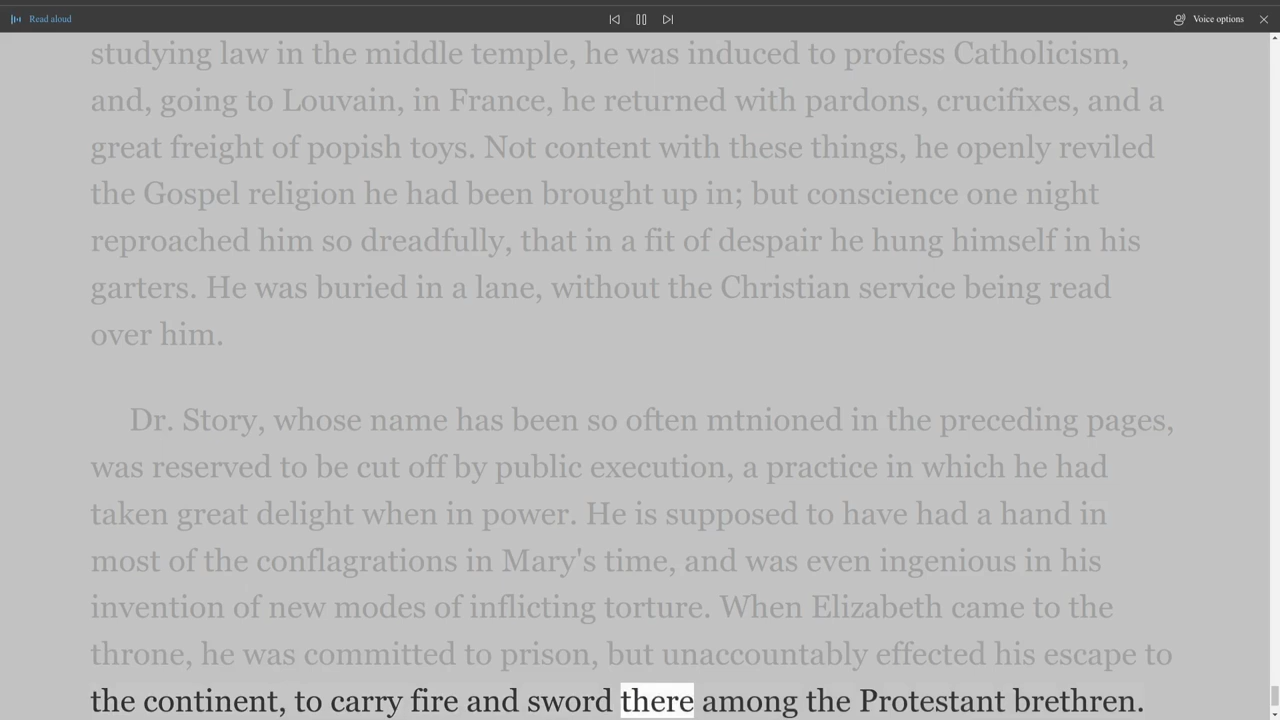 Read aloud
Voice options
studying law in the middle temple, he was induced to profess Catholicism,
and, going to Louvain, in France, he returned with pardons, crucifixes, and a
great freight of popish toys. Not content with these things, he openly reviled
the Gospel religion he had been brought up in; but conscience one night
reproached him so dreadfully, that in a fit of despair he hung himself in his
garters. He was buried in a lane, without the Christian service being read
over him.
Dr. Story, whose name has been so often mtnioned in the preceding pages,
was reserved to be cut off by public execution, a practice in which he had
taken great delight when in power. He is supposed to have had a hand in
most of the conflagrations in Mary's time, and was even ingenious in his
invention of new modes of inflicting torture. When Elizabeth came to the
throne, he was committed to prison, but unaccountably effected his escape to
the continent, to carry fire and sword there among the Protestant brethren.